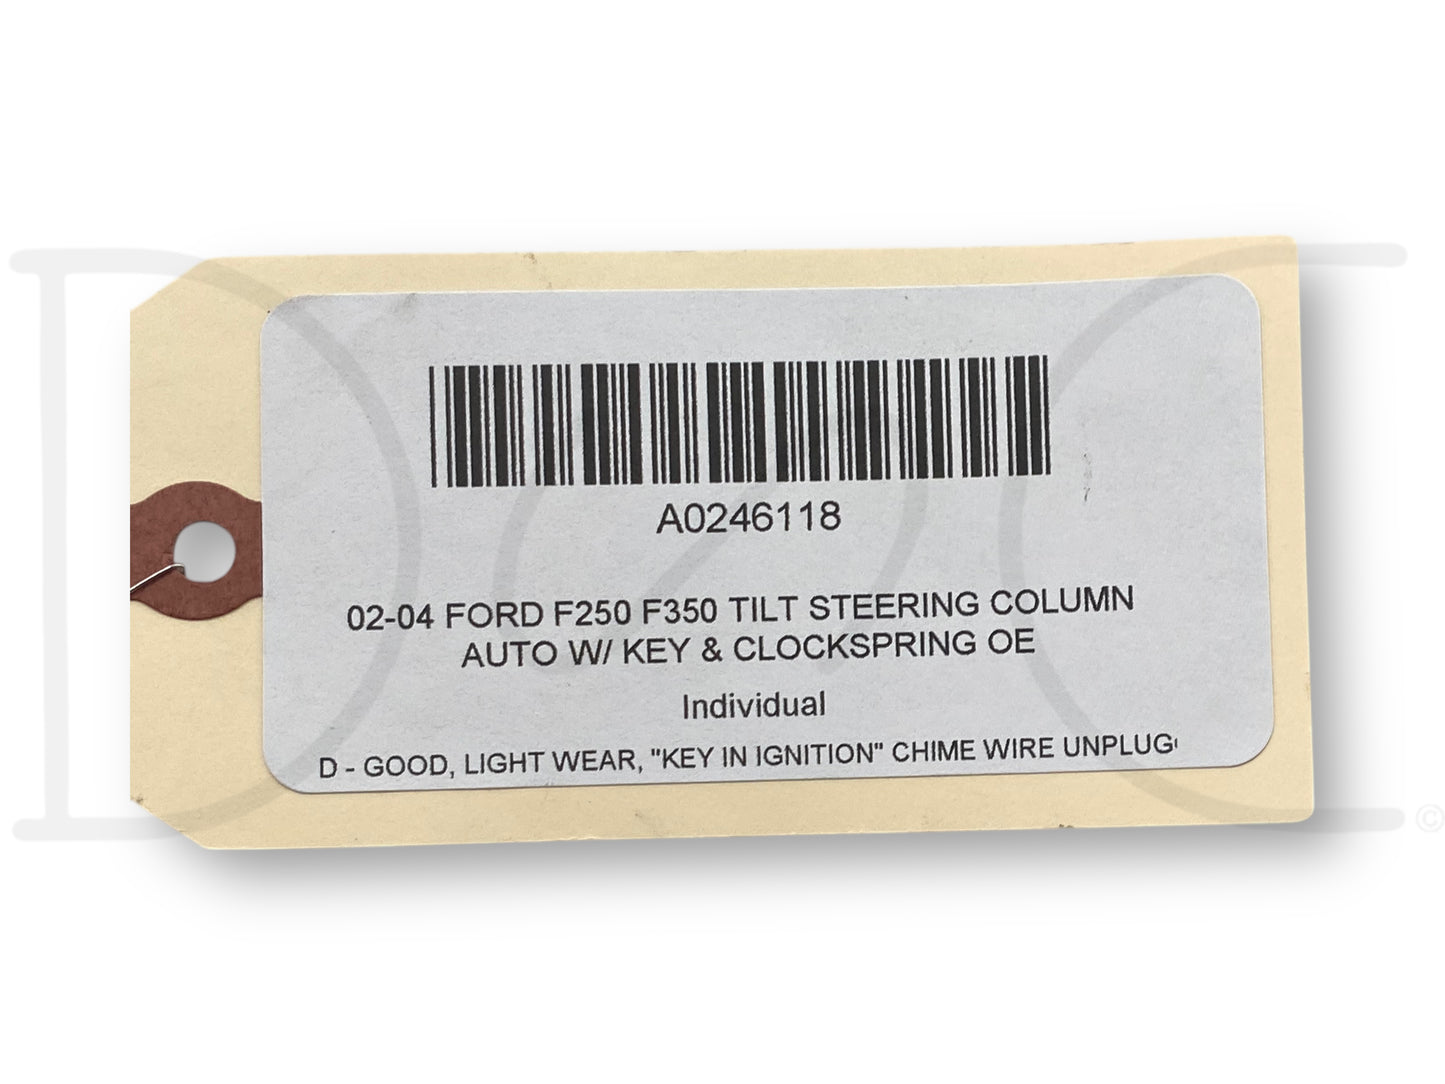 A0246118
02-04 FORD F250 F350 TILT STEERING COLUMN
AUTO W/ KEY & CLOCKSPRING OE
Individual
D - GOOD, LIGHT WEAR, "KEY IN IGNITION" CHIME WIRE UNPLUG
©